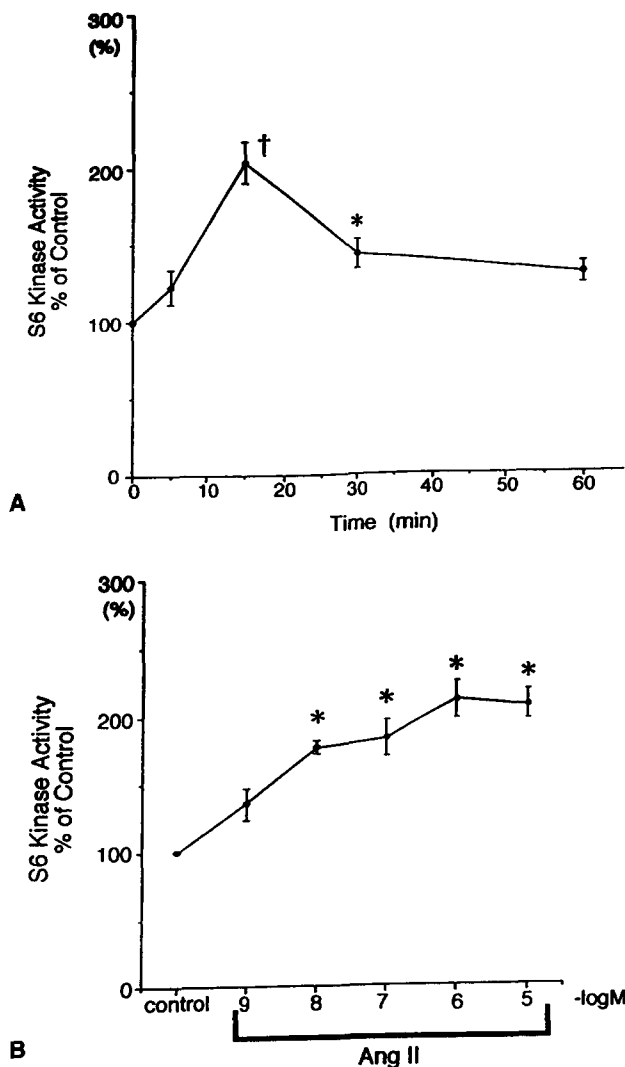 300
(%)
200
100
0
S6 Kinase Activity
% of Control
†
*
0 10 20 30 40 50 60
Time (min)
A
300
(%)
200
100
0
S6 Kinase Activity
% of Control
* * * *
control 9 8 7 6 5 -logM
Ang II
B